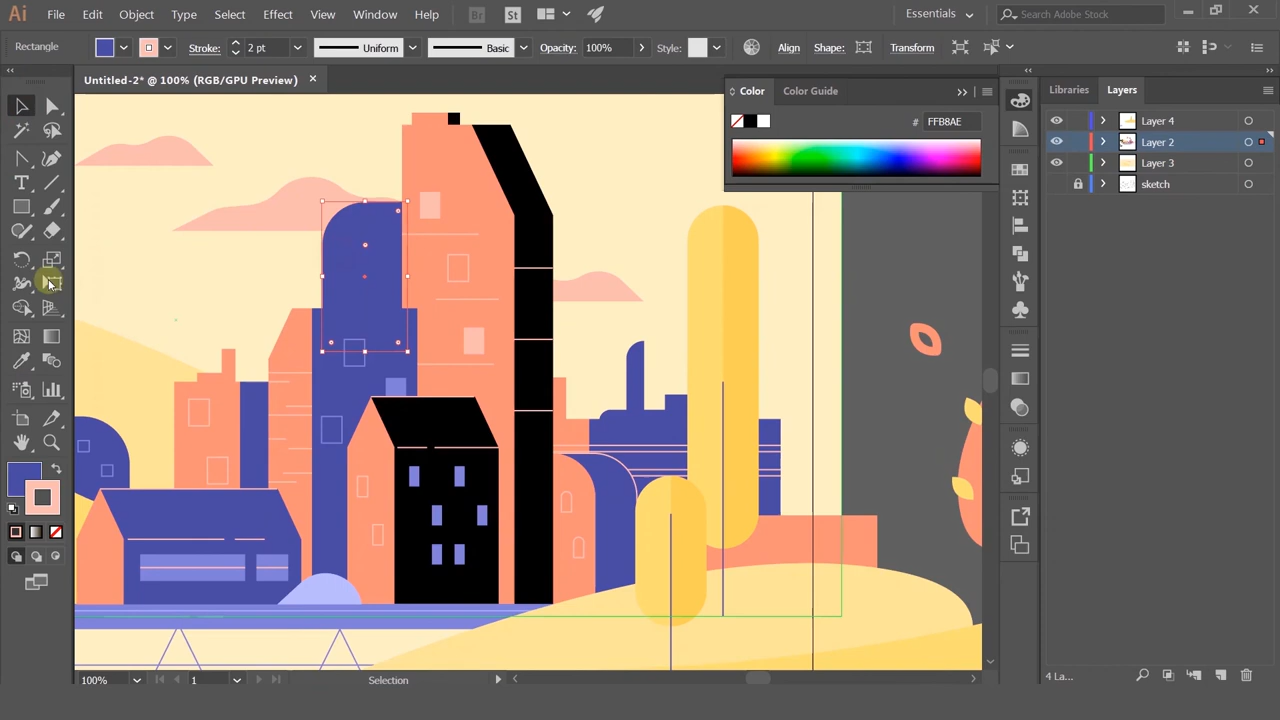 Ai File Edit Object Type Select Effect View Window Help Br St Essentials Search Adobe Stock
Rectangle Stroke: 2 pt Uniform Basic Opacity: 100% Style: Align Shape: Transform
Untitled-2* @ 100% (RGB/GPU Preview)
Color Color Guide
# FFB8AE
Libraries Layers
Layer 4
Layer 2
Layer 3
sketch
100% 1 Selection
4 La...